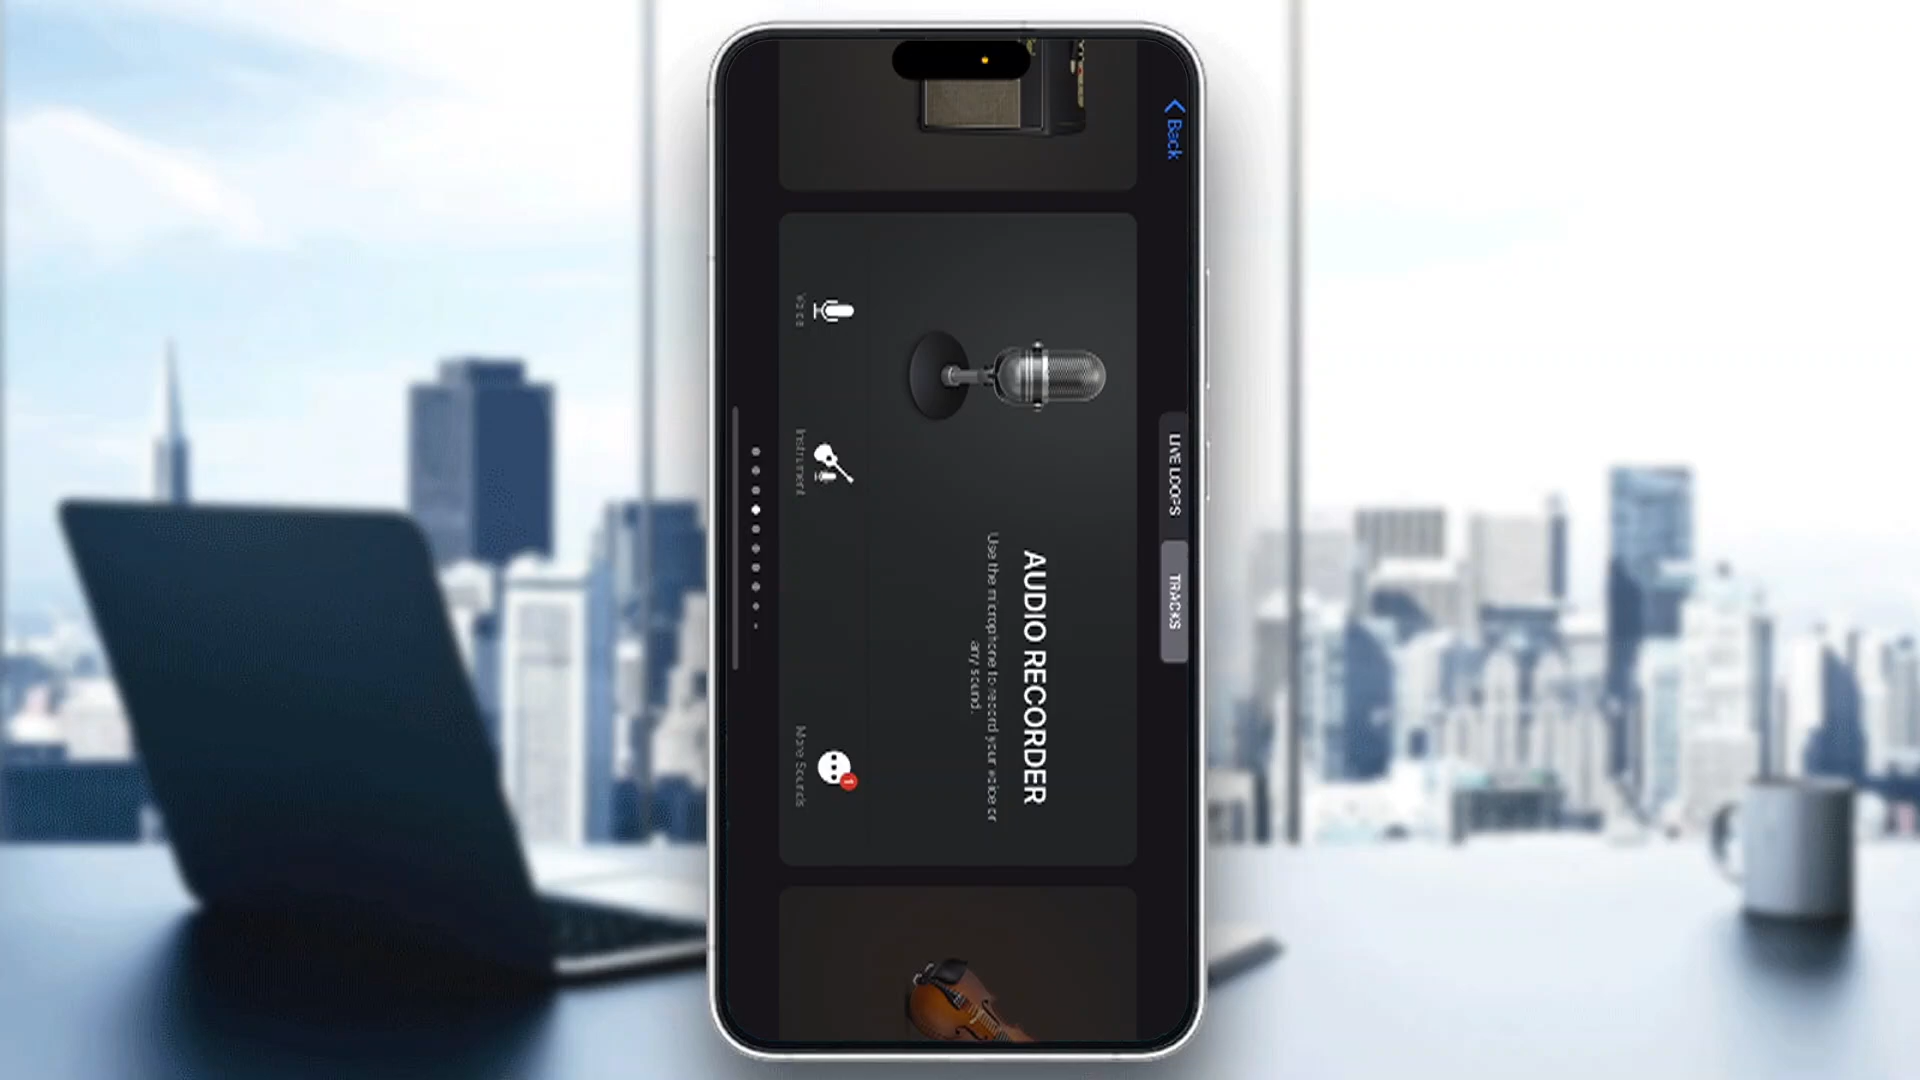 Back
LIVE LOOPS
TRACKS
AUDIO RECORDER
Use the microphone to record your voice or
any sound.
Voice
Instrument
More Sounds
1